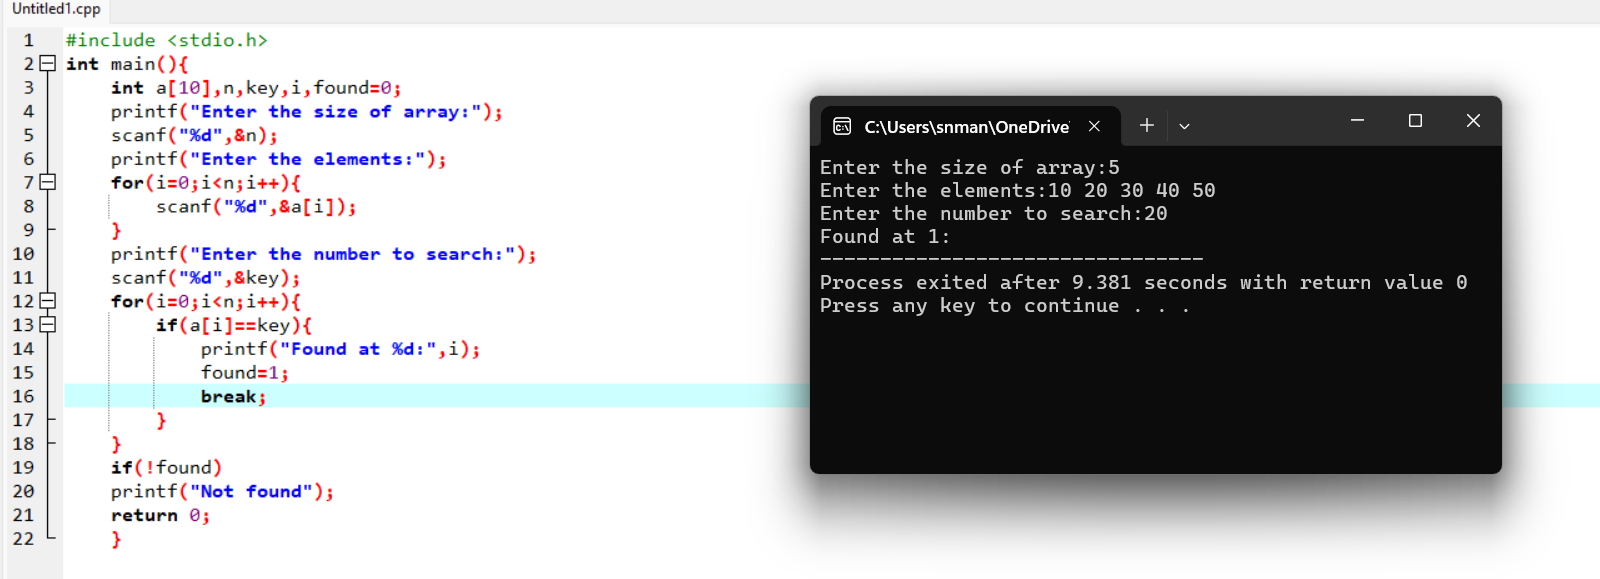 Untitled1.cpp
1 #include <stdio.h>
2 int main(){
3 int a[10],n,key,i,found=0;
4 printf("Enter the size of array:");
5 scanf("%d",&n);
6 printf("Enter the elements:");
7 for(i=0;i<n;i++){
8 scanf("%d",&a[i]);
9 }
10 printf("Enter the number to search:");
11 scanf("%d",&key);
12 for(i=0;i<n;i++){
13 if(a[i]==key){
14 printf("Found at %d:",i);
15 found=1;
16 break;
17 }
18 }
19 if(!found)
20 printf("Not found");
21 return 0;
22 }
C:\Users\snman\OneDrive
Enter the size of array:5
Enter the elements:10 20 30 40 50
Enter the number to search:20
Found at 1:
--------------------------------
Process exited after 9.381 seconds with return value 0
Press any key to continue . . .